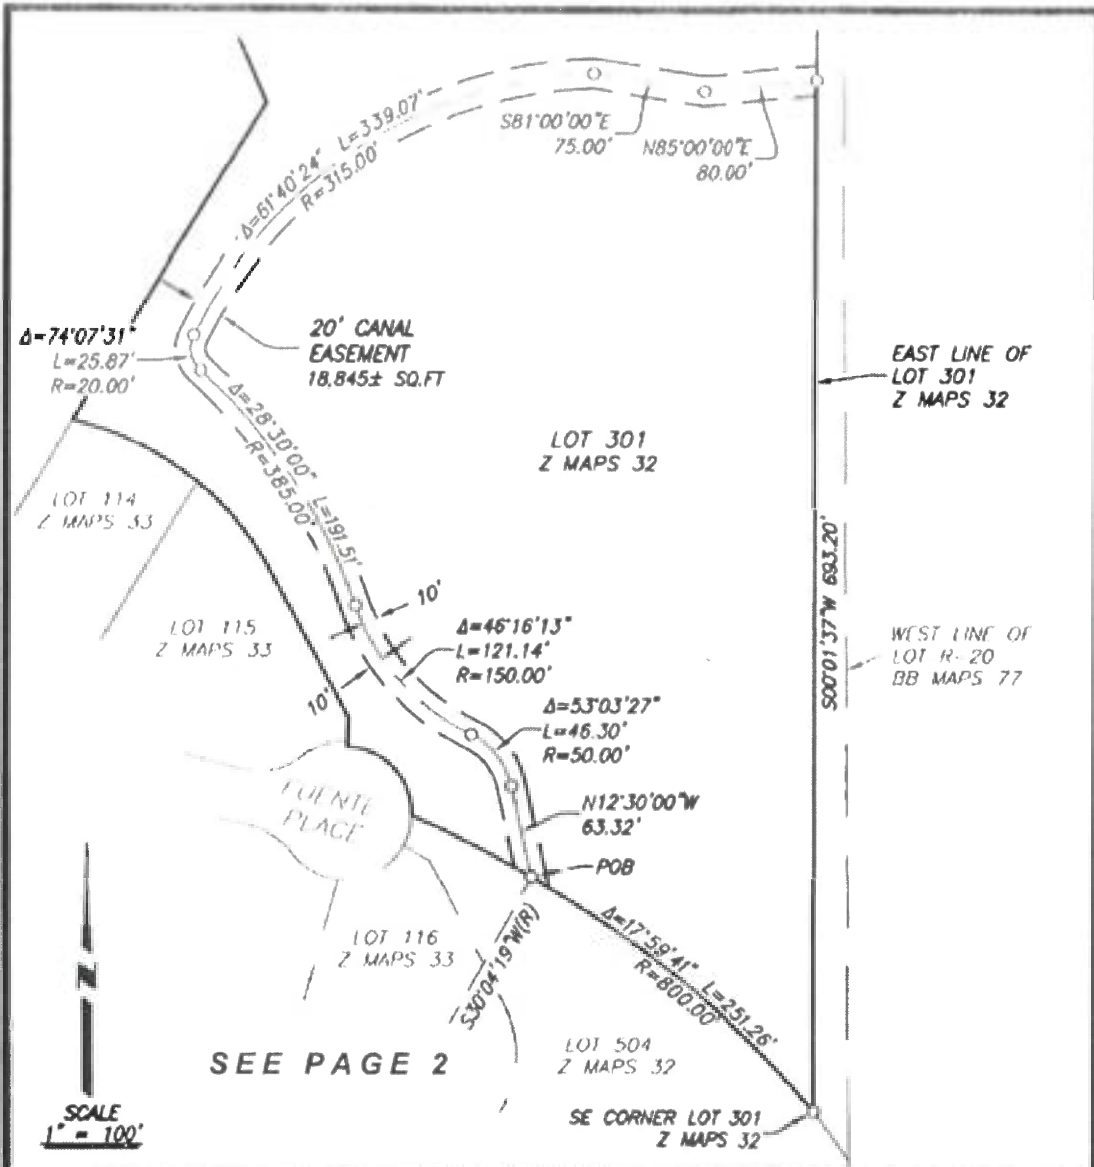 Δ=61°40'24" L=339.07'
R=315.00'
S81°00'00"E
75.00'
N85°00'00"E
80.00'
Δ=74°07'31"
L=25.87'
R=20.00'
20' CANAL
EASEMENT
18,845± SQ.FT
EAST LINE OF
LOT 301
Z MAPS 32
Δ=28°30'00" L=191.51'
R=385.00'
LOT 301
Z MAPS 32
LOT 114
Z MAPS 33
S00°01'37"W 693.20'
10'
LOT 115
Z MAPS 33
Δ=46°16'13"
L=121.14'
R=150.00'
WEST LINE OF
LOT R-20
BB MAPS 77
10'
Δ=53°03'27"
L=46.30'
R=50.00'
FUENTE
PLACE
N12°30'00"W
63.32'
POB
LOT 116
Z MAPS 33
S30°04'19"W(R)
Δ=17°59'41" L=251.26'
R=800.00'
N
SEE PAGE 2
LOT 504
Z MAPS 32
SCALE
1" = 100'
SE CORNER LOT 301
Z MAPS 32